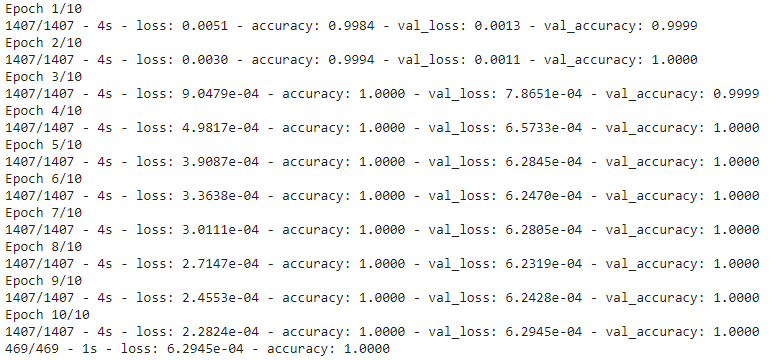 Epoch 1/10
1407/1407 - 4s - loss: 0.0051 - accuracy: 0.9984 - val_loss: 0.0013 - val_accuracy: 0.9999
Epoch 2/10
1407/1407 - 4s - loss: 0.0030 - accuracy: 0.9994 - val_loss: 0.0011 - val_accuracy: 1.0000
Epoch 3/10
1407/1407 - 4s - loss: 9.0479e-04 - accuracy: 1.0000 - val_loss: 7.8651e-04 - val_accuracy: 0.9999
Epoch 4/10
1407/1407 - 4s - loss: 4.9817e-04 - accuracy: 1.0000 - val_loss: 6.5733e-04 - val_accuracy: 1.0000
Epoch 5/10
1407/1407 - 4s - loss: 3.9087e-04 - accuracy: 1.0000 - val_loss: 6.2845e-04 - val_accuracy: 1.0000
Epoch 6/10
1407/1407 - 4s - loss: 3.3638e-04 - accuracy: 1.0000 - val_loss: 6.2470e-04 - val_accuracy: 1.0000
Epoch 7/10
1407/1407 - 4s - loss: 3.0111e-04 - accuracy: 1.0000 - val_loss: 6.2805e-04 - val_accuracy: 1.0000
Epoch 8/10
1407/1407 - 4s - loss: 2.7147e-04 - accuracy: 1.0000 - val_loss: 6.2319e-04 - val_accuracy: 1.0000
Epoch 9/10
1407/1407 - 4s - loss: 2.4553e-04 - accuracy: 1.0000 - val_loss: 6.2428e-04 - val_accuracy: 1.0000
Epoch 10/10
1407/1407 - 4s - loss: 2.2824e-04 - accuracy: 1.0000 - val_loss: 6.2945e-04 - val_accuracy: 1.0000
469/469 - 1s - loss: 6.2945e-04 - accuracy: 1.0000